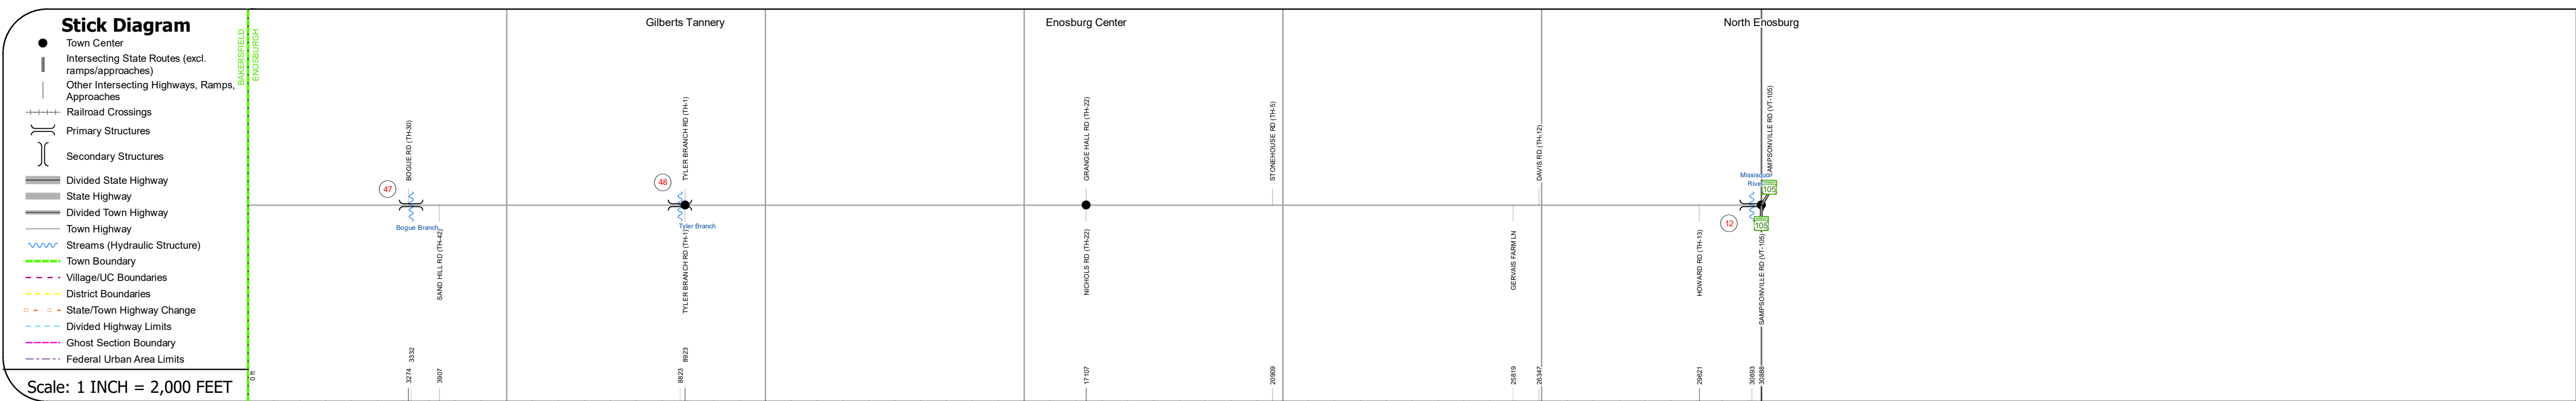 Stick Diagram
Town Center
Intersecting State Routes (excl.
ramps/approaches)
Other Intersecting Highways, Ramps,
Approaches
Railroad Crossings
Primary Structures
Secondary Structures
Divided State Highway
State Highway
Divided Town Highway
Town Highway
Streams (Hydraulic Structure)
Town Boundary
Village/UC Boundaries
District Boundaries
State/Town Highway Change
Divided Highway Limits
Ghost Section Boundary
Federal Urban Area Limits
Scale: 1 INCH = 2,000 FEET
BAKERSFIELD
ENOSBURGH
Gilberts Tannery
Enosburg Center
North Enosburg
BOGUE RD (TH-30)
TYLER BRANCH RD (TH-1)
GRANGE HALL RD (TH-22)
STONEHOUSE RD (TH-5)
DAVIS RD (TH-12)
SAMPSONVILLE RD (VT-105)
47
48
12
Missisquoi
River
105
105
Bogue Branch
Tyler Branch
SAND HILL RD (TH-42)
TYLER BRANCH RD (TH-1)
NICHOLS RD (TH-22)
GERVAIS FARM LN
HOWARD RD (TH-13)
SAMPSONVILLE RD (VT-105)
0 ft
3274
3332
3907
8823
8923
17107
20909
25819
26347
29621
30693
30888